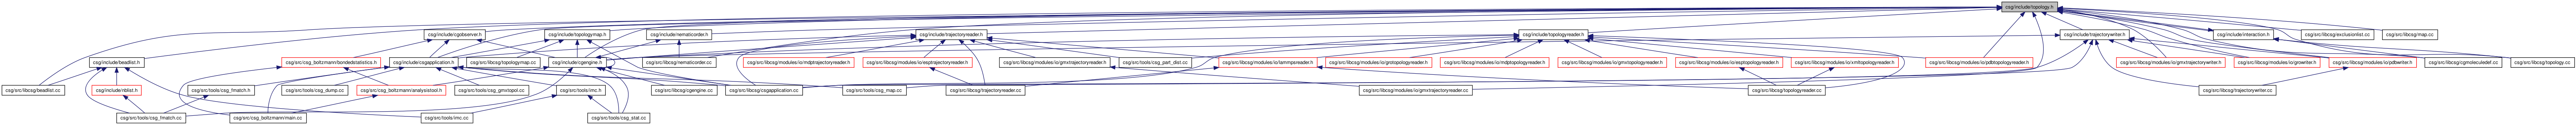 csg/include/topology.h
csg/include/cgobserver.h
csg/include/topologymap.h
csg/include/nematicorder.h
csg/include/trajectoryreader.h
csg/include/topologyreader.h
csg/include/trajectorywriter.h
csg/include/interaction.h
csg/src/libcsg/exclusionlist.cc
csg/src/libcsg/map.cc
csg/include/beadlist.h
csg/src/csg_boltzmann/bondedstatistics.h
csg/include/csgapplication.h
csg/src/libcsg/topologymap.cc
csg/include/cgengine.h
csg/src/libcsg/nematicorder.cc
csg/src/libcsg/modules/io/mdptrajectoryreader.h
csg/src/libcsg/modules/io/esptrajectoryreader.h
csg/src/libcsg/modules/io/gmxtrajectoryreader.h
csg/src/tools/csg_part_dist.cc
csg/src/libcsg/modules/io/lammpsreader.h
csg/src/libcsg/modules/io/grotopologyreader.h
csg/src/libcsg/modules/io/mdptopologyreader.h
csg/src/libcsg/modules/io/gmxtopologyreader.h
csg/src/libcsg/modules/io/esptopologyreader.h
csg/src/libcsg/modules/io/xmltopologyreader.h
csg/src/libcsg/modules/io/pdbtopologyreader.h
csg/src/libcsg/modules/io/gmxtrajectorywriter.h
csg/src/libcsg/modules/io/growriter.h
csg/src/libcsg/modules/io/pdbwriter.h
csg/src/libcsg/cgmoleculedef.cc
csg/src/libcsg/topology.cc
csg/src/libcsg/beadlist.cc
csg/include/nblist.h
csg/src/tools/csg_fmatch.h
csg/src/tools/csg_dump.cc
csg/src/csg_boltzmann/analysistool.h
csg/src/tools/csg_gmxtopol.cc
csg/src/tools/imc.h
csg/src/libcsg/cgengine.cc
csg/src/libcsg/csgapplication.cc
csg/src/tools/csg_map.cc
csg/src/libcsg/trajectoryreader.cc
csg/src/libcsg/modules/io/gmxtrajectoryreader.cc
csg/src/libcsg/topologyreader.cc
csg/src/libcsg/trajectorywriter.cc
csg/src/tools/csg_fmatch.cc
csg/src/csg_boltzmann/main.cc
csg/src/tools/imc.cc
csg/src/tools/csg_stat.cc